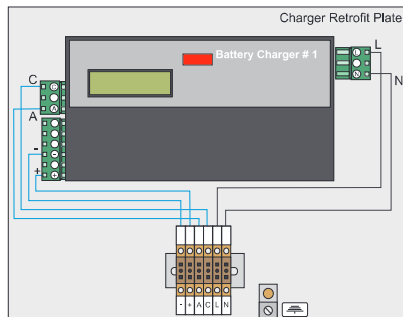 Charger Retrofit Plate
Battery Charger # 1
L
L
N
N
C
C
A
A
-
-
+
+
- + A C L N